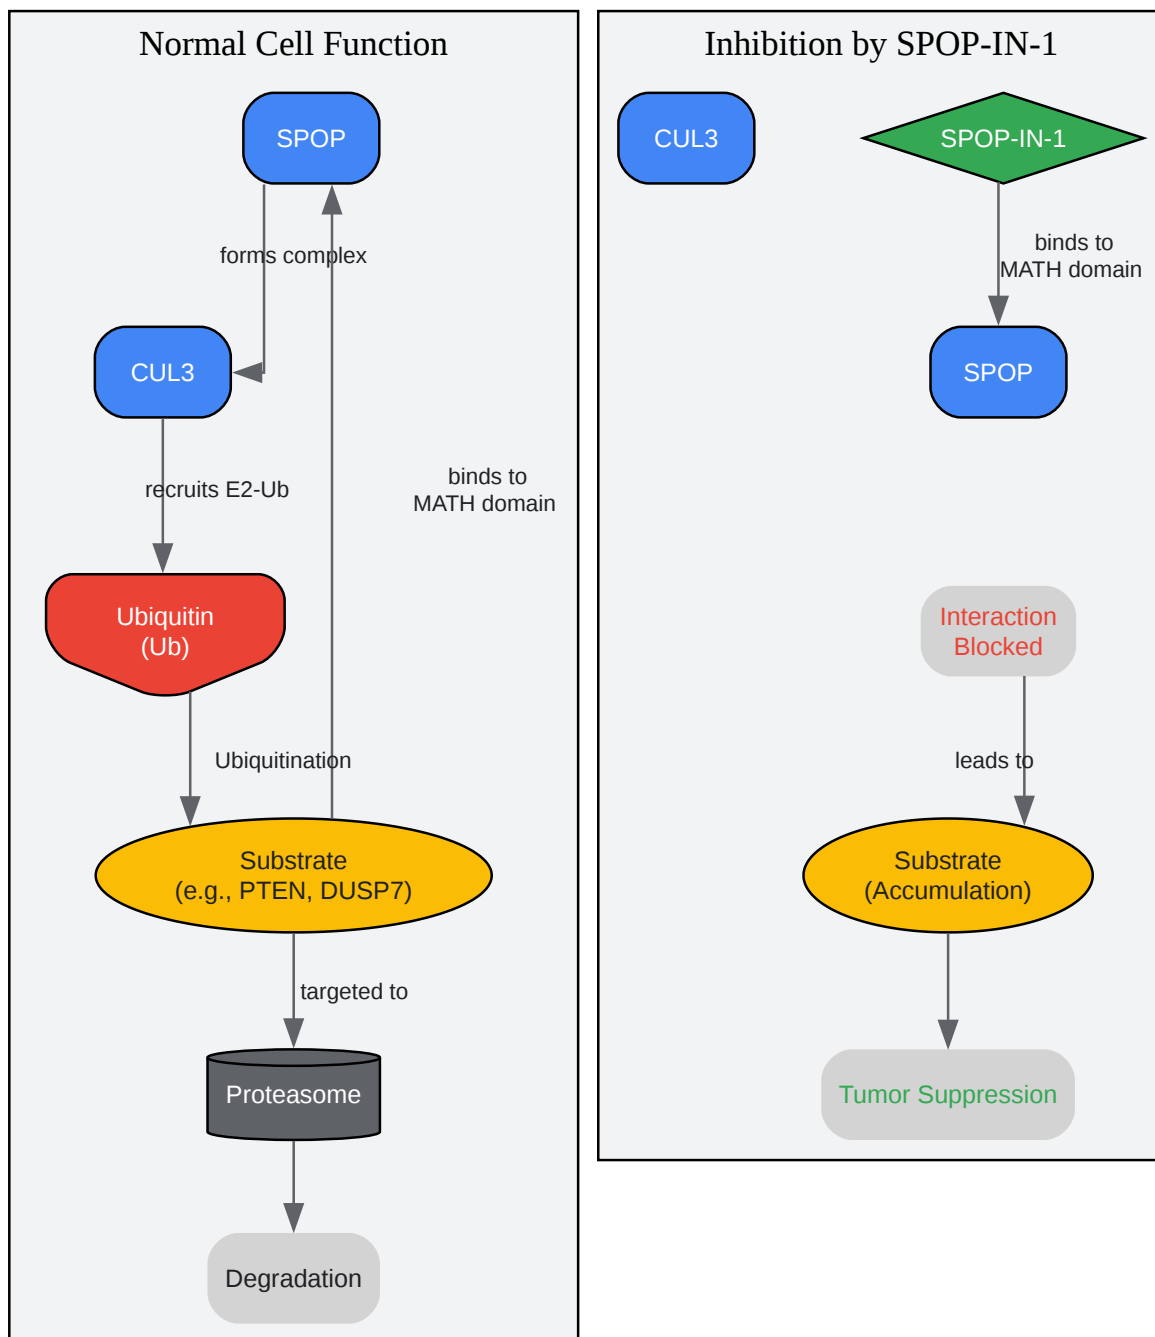 Normal Cell Function
SPOP
forms complex
CUL3
recruits E2-Ub
binds to
MATH domain
Ubiquitin
(Ub)
Ubiquitination
Substrate
(e.g., PTEN, DUSP7)
targeted to
Proteasome
Degradation
Inhibition by SPOP-IN-1
CUL3
SPOP-IN-1
binds to
MATH domain
SPOP
Interaction
Blocked
leads to
Substrate
(Accumulation)
Tumor Suppression